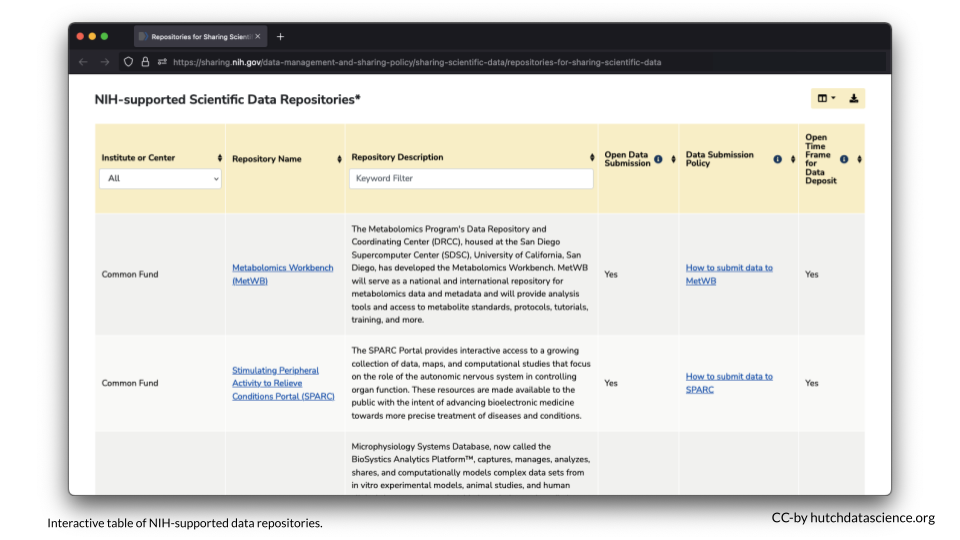 Repositories for Sharing Scienti
https://sharing.nih.gov/data-management-and-sharing-policy/sharing-scientific-data/repositories-for-sharing-scientific-data
NIH-supported Scientific Data Repositories*
Institute or Center
All
Repository Name
Repository Description
Keyword Filter
Open Data
Submission
Data Submission
Policy
Open
Time
Frame
for
Data
Deposit
Common Fund
Metabolomics Workbench
(MetWB)
The Metabolomics Program's Data Repository and
Coordinating Center (DRCC), housed at the San Diego
Supercomputer Center (SDSC), University of California, San
Diego, has developed the Metabolomics Workbench. MetWB
will serve as a national and international repository for
metabolomics data and metadata and will provide analysis
tools and access to metabolite standards, protocols, tutorials,
training, and more.
Yes
How to submit data to
MetWB
Yes
Common Fund
Stimulating Peripheral
Activity to Relieve
Conditions Portal (SPARC)
The SPARC Portal provides interactive access to a growing
collection of data, maps, and computational studies that focus
on the role of the autonomic nervous system in controlling
organ function. These resources are made available to the
public with the intent of advancing bioelectronic medicine
towards more precise treatment of diseases and conditions.
Yes
How to submit data to
SPARC
Yes
Microphysiology Systems Database, now called the
BioSystics Analytics Platform™, captures, manages, analyzes,
shares, and computationally models complex data sets from
in vitro experimental models, animal studies, and human
Interactive table of NIH-supported data repositories.
CC-by hutchdatascience.org